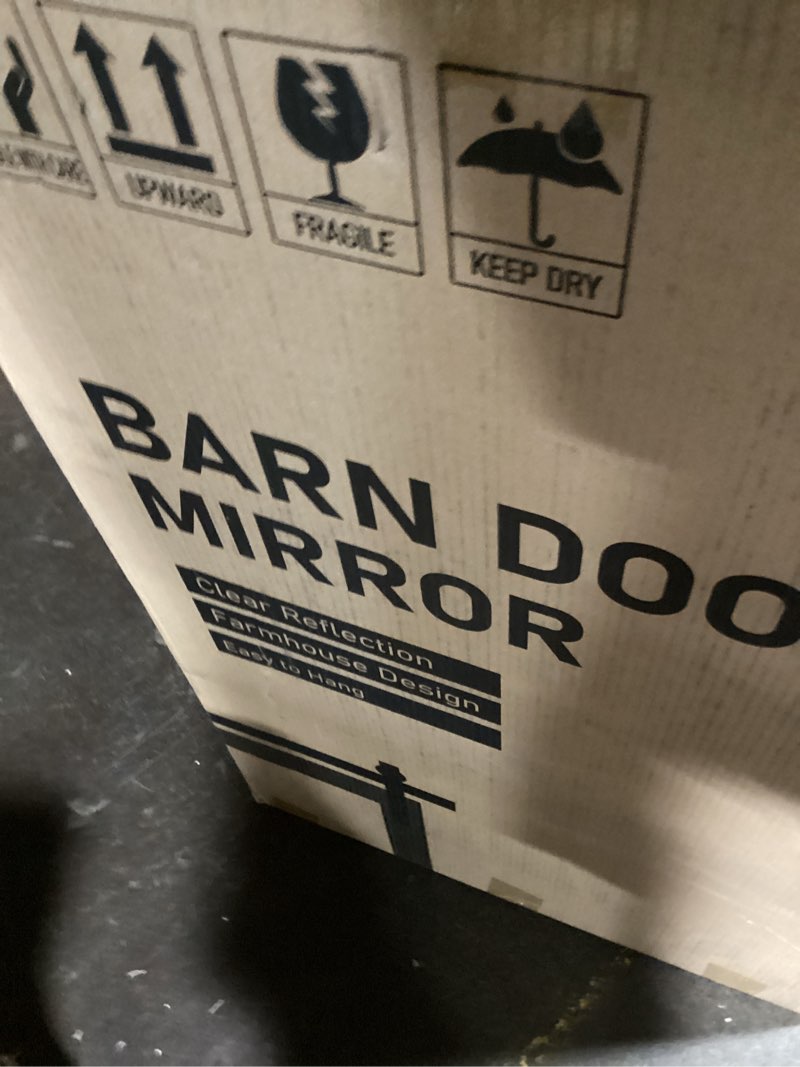 UPWARD
FRAGILE
KEEP DRY
BARN DOO
MIRROR
Clear Reflection
Farmhouse Design
Easy to Hang